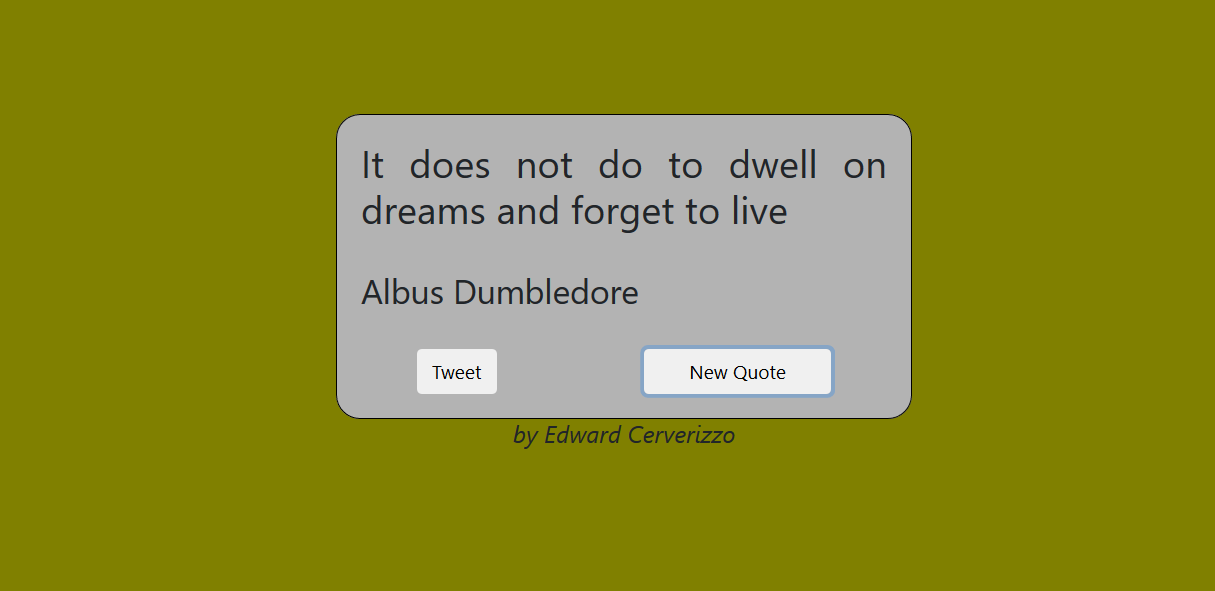 It does not do to dwell on
dreams and forget to live
Albus Dumbledore
Tweet
New Quote
by Edward Cerverizzo